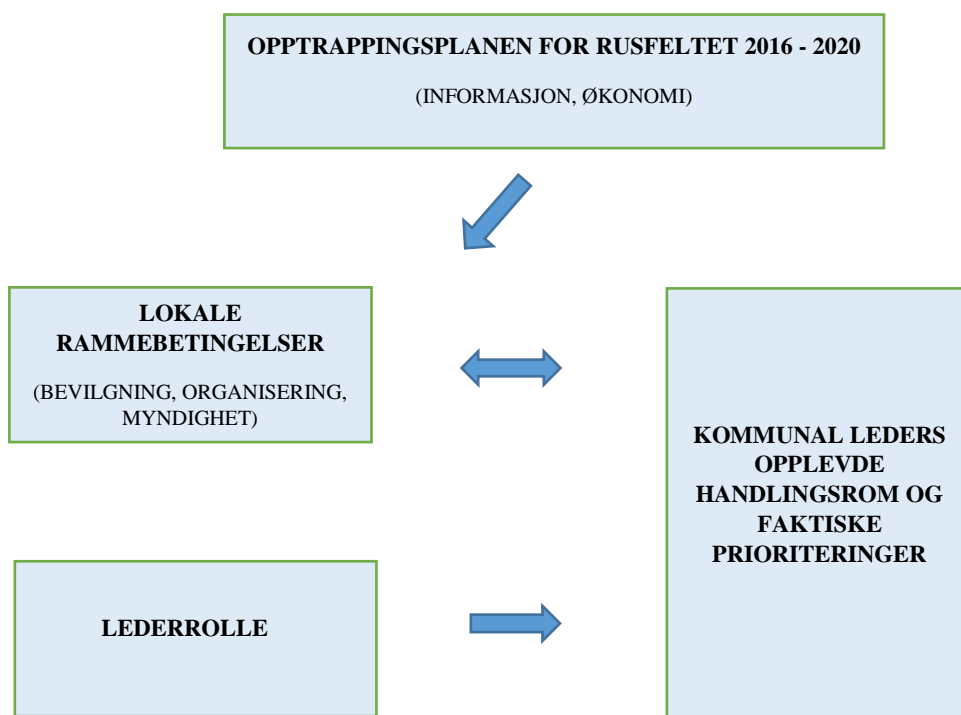 OPPTRAPPINGSPLANEN FOR RUSFELTET 2016 - 2020
(INFORMASJON, ØKONOMI)
LOKALE
RAMMEBETINGELSER
(BEVILGNING, ORGANISERING,
MYNDIGHET)
KOMMUNAL LEDERS
OPPLEVDE
HANDLINGSROM OG
FAKTISKE
PRIORITERINGER
LEDERROLLE